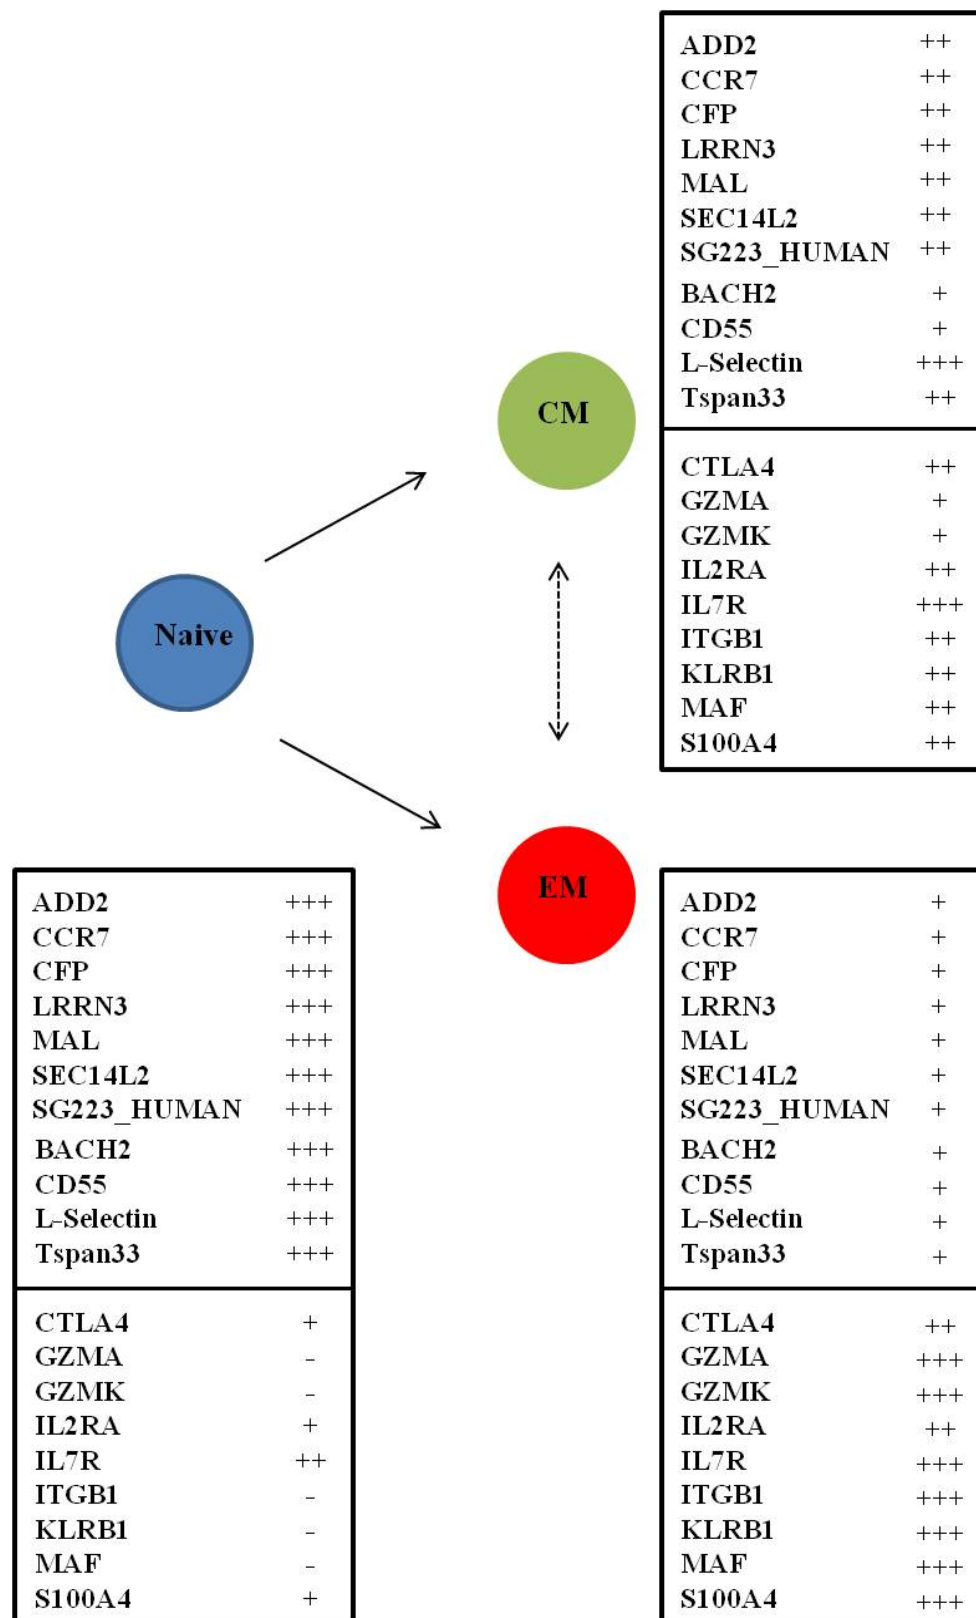 ADD2 ++
CCR7 ++
CFP ++
LRRN3 ++
MAL ++
SEC14L2 ++
SG223_HUMAN ++
BACH2 +
CD55 +
L-Selectin +++
Tspan33 ++
CTLA4 ++
GZMA +
GZMK +
IL2RA ++
IL7R +++
ITGB1 ++
KLRB1 ++
MAF ++
S100A4 ++
CM
Naive
EM
ADD2 +++
CCR7 +++
CFP +++
LRRN3 +++
MAL +++
SEC14L2 +++
SG223_HUMAN +++
BACH2 +++
CD55 +++
L-Selectin +++
Tspan33 +++
CTLA4 +
GZMA -
GZMK -
IL2RA +
IL7R ++
ITGB1 -
KLRB1 -
MAF -
S100A4 +
ADD2 +
CCR7 +
CFP +
LRRN3 +
MAL +
SEC14L2 +
SG223_HUMAN +
BACH2 +
CD55 +
L-Selectin +
Tspan33 +
CTLA4 ++
GZMA +++
GZMK +++
IL2RA ++
IL7R +++
ITGB1 +++
KLRB1 +++
MAF +++
S100A4 +++